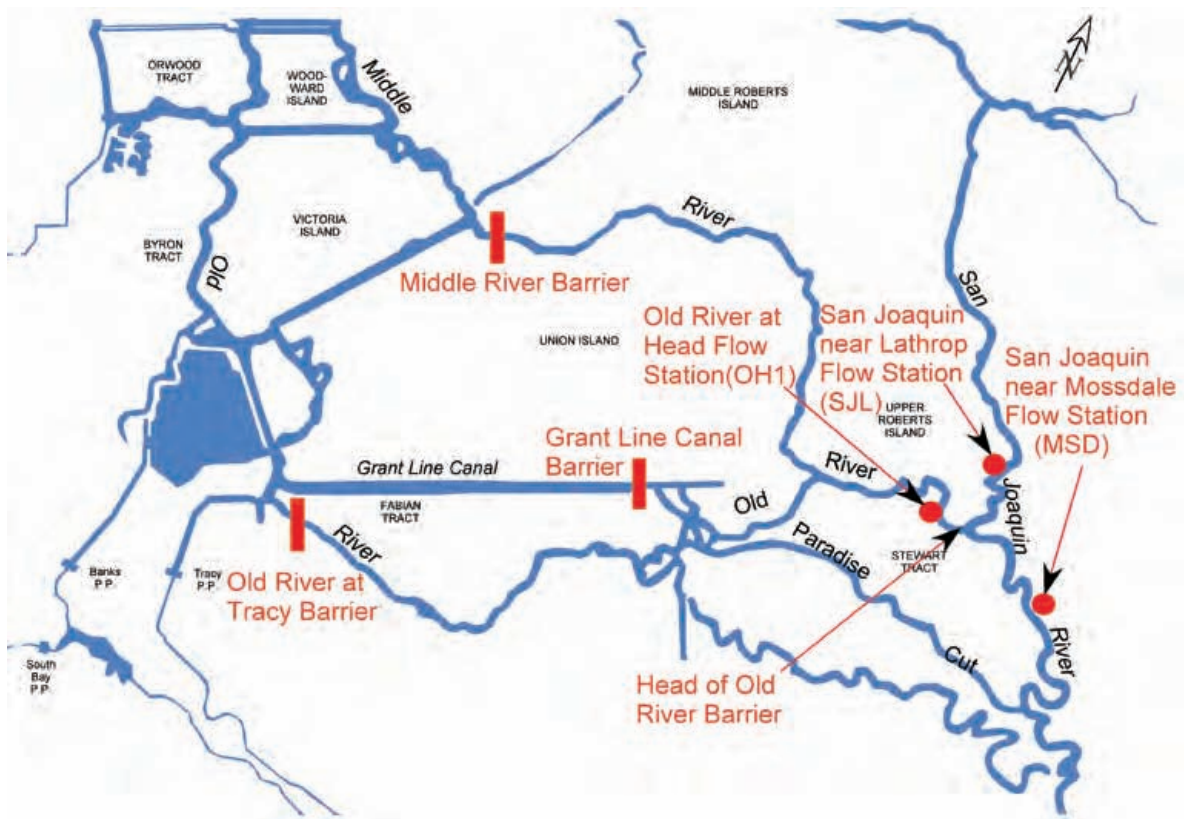 ORWOOD
TRACT
WOOD-
WARD
ISLAND
Middle
MIDDLE ROBERTS
ISLAND
N
VICTORIA
ISLAND
BYRON
TRACT
Old
River
San
Middle River Barrier
UNION ISLAND
Old River at
Head Flow
Station(OH1)
San Joaquin
near Lathrop
Flow Station
(SJL)
San Joaquin
near Mossdale
Flow Station
(MSD)
UPPER
ROBERTS
ISLAND
Grant Line Canal
Barrier
Grant Line Canal
FABIAN
TRACT
River
Old
River
Joaquin
Paradise
STEWART
TRACT
Banks
P.P.
Tracy
P.P.
Old River at
Tracy Barrier
River
Cut
Head of Old
River Barrier
South
Bay
P.P.